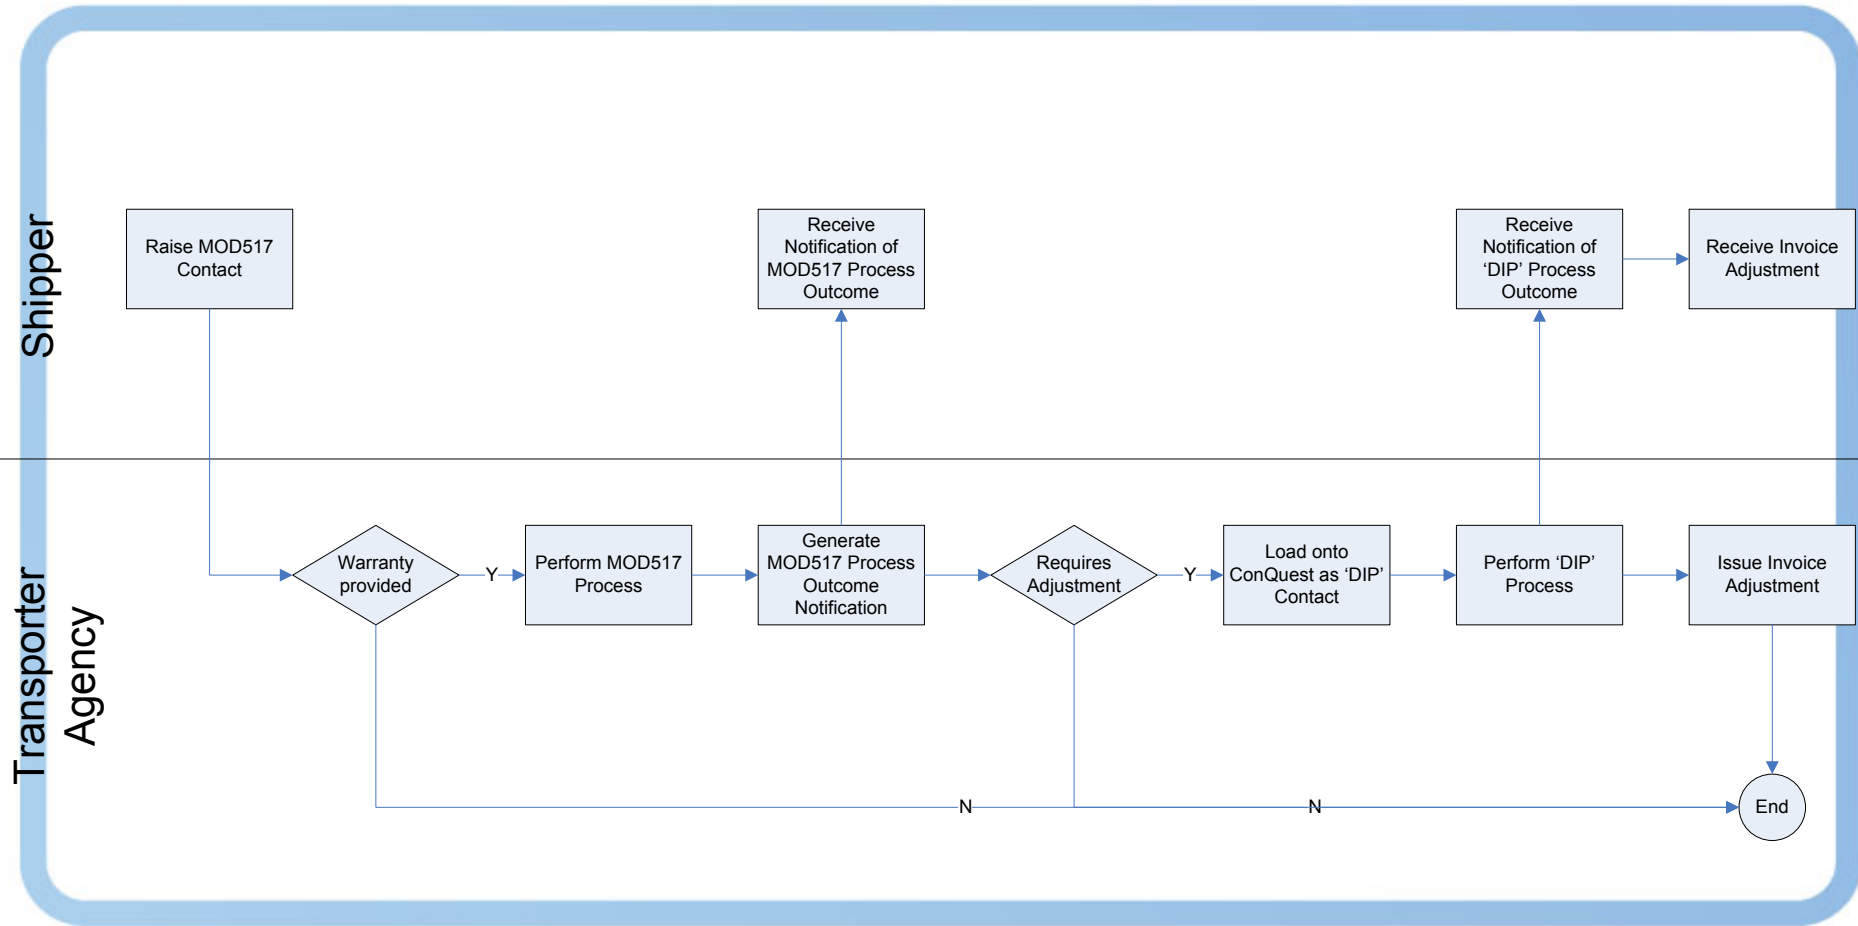 Shipper
Raise MOD517
Contact
Receive
Notification of
MOD517 Process
Outcome
Receive
Notification of
‘DIP’ Process
Outcome
Receive Invoice
Adjustment
Transporter
Agency
Warranty
provided
Y
Perform MOD517
Process
Generate
MOD517 Process
Outcome
Notification
Requires
Adjustment
Y
Load onto
ConQuest as ‘DIP’
Contact
Perform ‘DIP’
Process
Issue Invoice
Adjustment
N
N
End